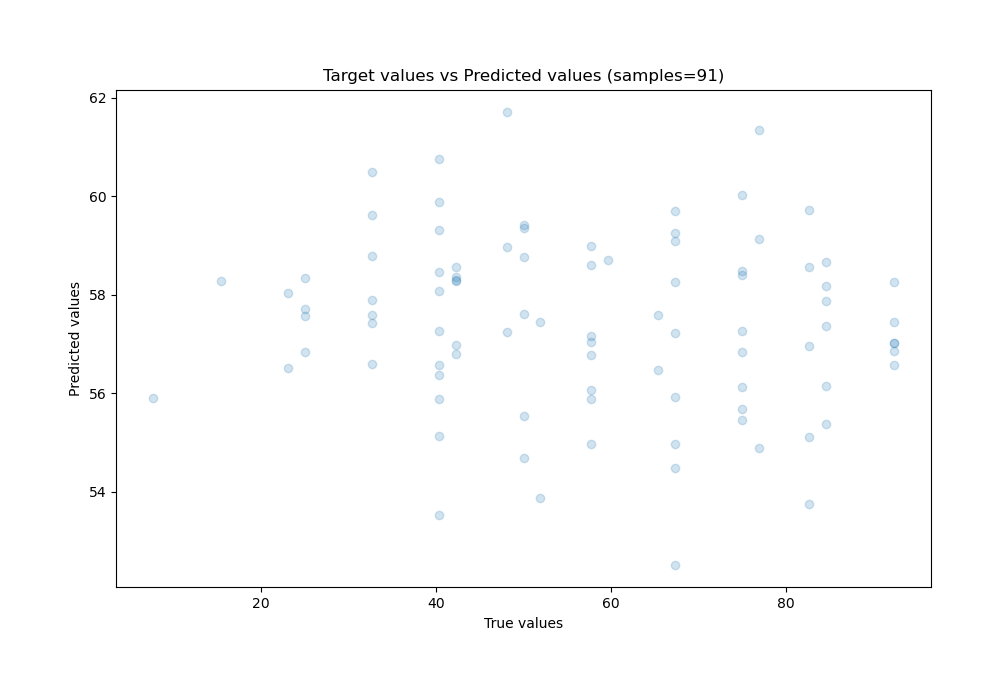 Target values vs Predicted values (samples=91)
62
60
58
56
54
Predicted values
20 40 60 80
True values